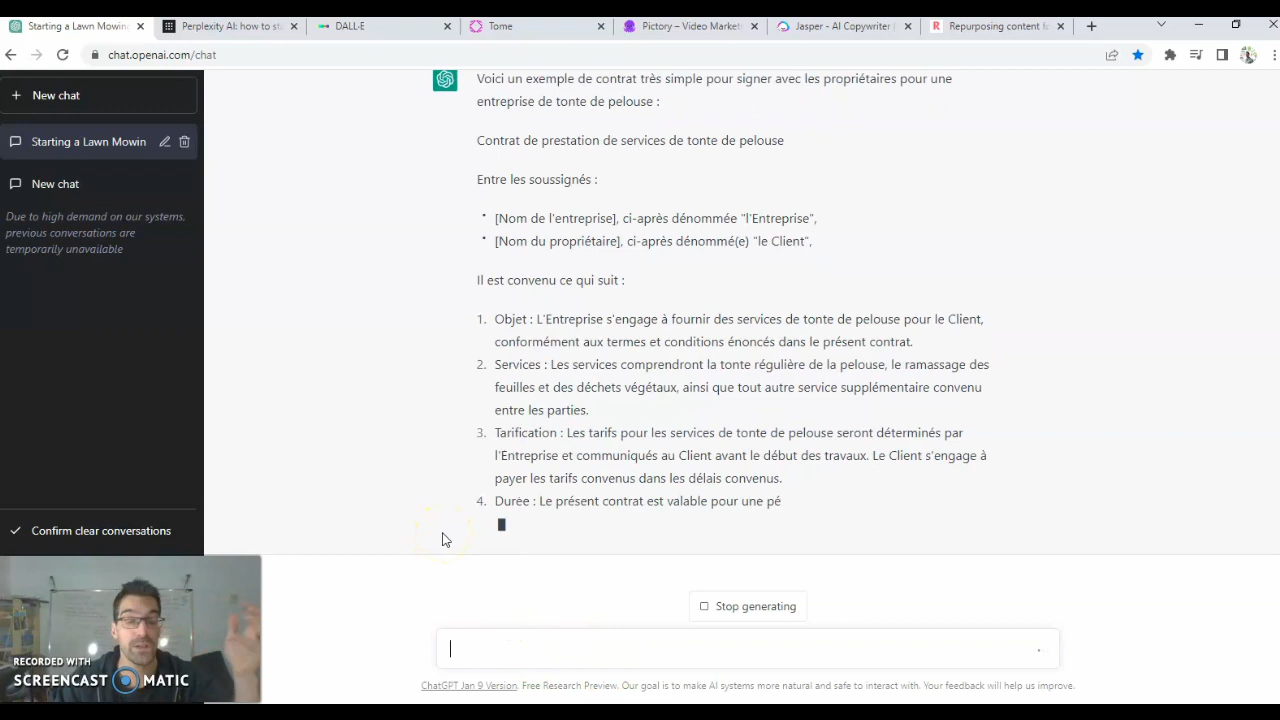 Starting a Lawn Mowing
Perplexity AI: how to st
DALL·E
Tome
Pictory – Video Market
Jasper - AI Copywriter |
Repurposing content f
chat.openai.com/chat
New chat
Starting a Lawn Mowin
New chat
Due to high demand on our systems,
previous conversations are
temporarily unavailable
Confirm clear conversations
Voici un exemple de contrat très simple pour signer avec les propriétaires pour une
entreprise de tonte de pelouse :
Contrat de prestation de services de tonte de pelouse
Entre les soussignés :
• [Nom de l'entreprise], ci-après dénommée "l'Entreprise",
• [Nom du propriétaire], ci-après dénommé(e) "le Client",
Il est convenu ce qui suit :
1. Objet : L'Entreprise s'engage à fournir des services de tonte de pelouse pour le Client,
conformément aux termes et conditions énoncés dans le présent contrat.
2. Services : Les services comprendront la tonte régulière de la pelouse, le ramassage des
feuilles et des déchets végétaux, ainsi que tout autre service supplémentaire convenu
entre les parties.
3. Tarification : Les tarifs pour les services de tonte de pelouse seront déterminés par
l'Entreprise et communiqués au Client avant le début des travaux. Le Client s'engage à
payer les tarifs convenus dans les délais convenus.
4. Durée : Le présent contrat est valable pour une pé
Stop generating
ChatGPT Jan 9 Version. Free Research Preview. Our goal is to make AI systems more natural and safe to interact with. Your feedback will help us improve.
RECORDED WITH
SCREENCAST MATIC